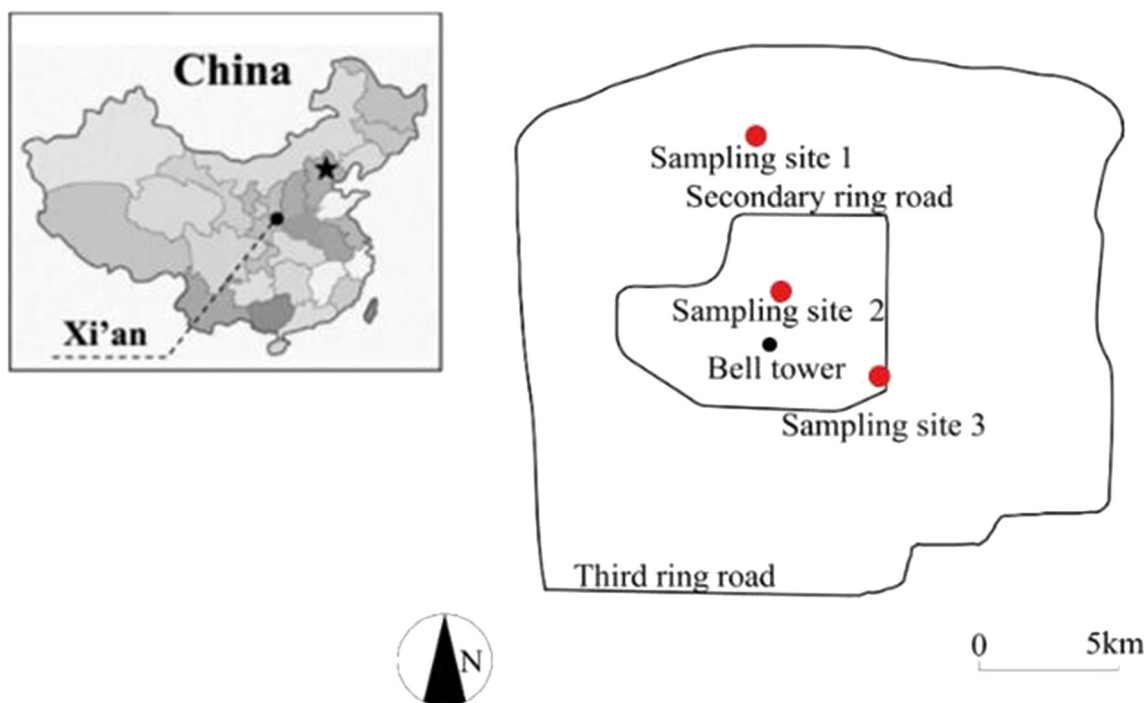 China
Xi'an
Sampling site 1
Secondary ring road
Sampling site 2
Bell tower
Sampling site 3
Third ring road
N
0 5km